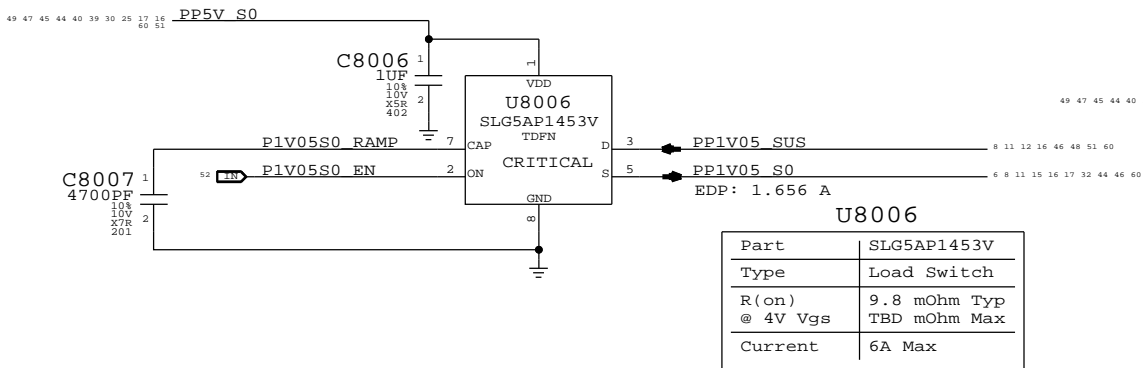 49 47 45 44 40 39 30 25 17 16
60 51
PP5V_S0
C8006
1
1UF
10%
10V
X5R
402
2
1
VDD
U8006
SLG5AP1453V
TDFN
CRITICAL
49 47 45 44 40
P1V05S0_RAMP
7
CAP
D
3
PP1V05_SUS
8 11 12 16 46 48 51 60
52
IN
P1V05S0_EN
2
ON
S
5
PP1V05_S0
6 8 11 15 16 17 32 44 46 60
EDP: 1.656 A
C8007
1
4700PF
10%
10V
X7R
201
2
GND
8
U8006
Part SLG5AP1453V
Type Load Switch
R(on) 9.8 mOhm Typ
@ 4V Vgs TBD mOhm Max
Current 6A Max